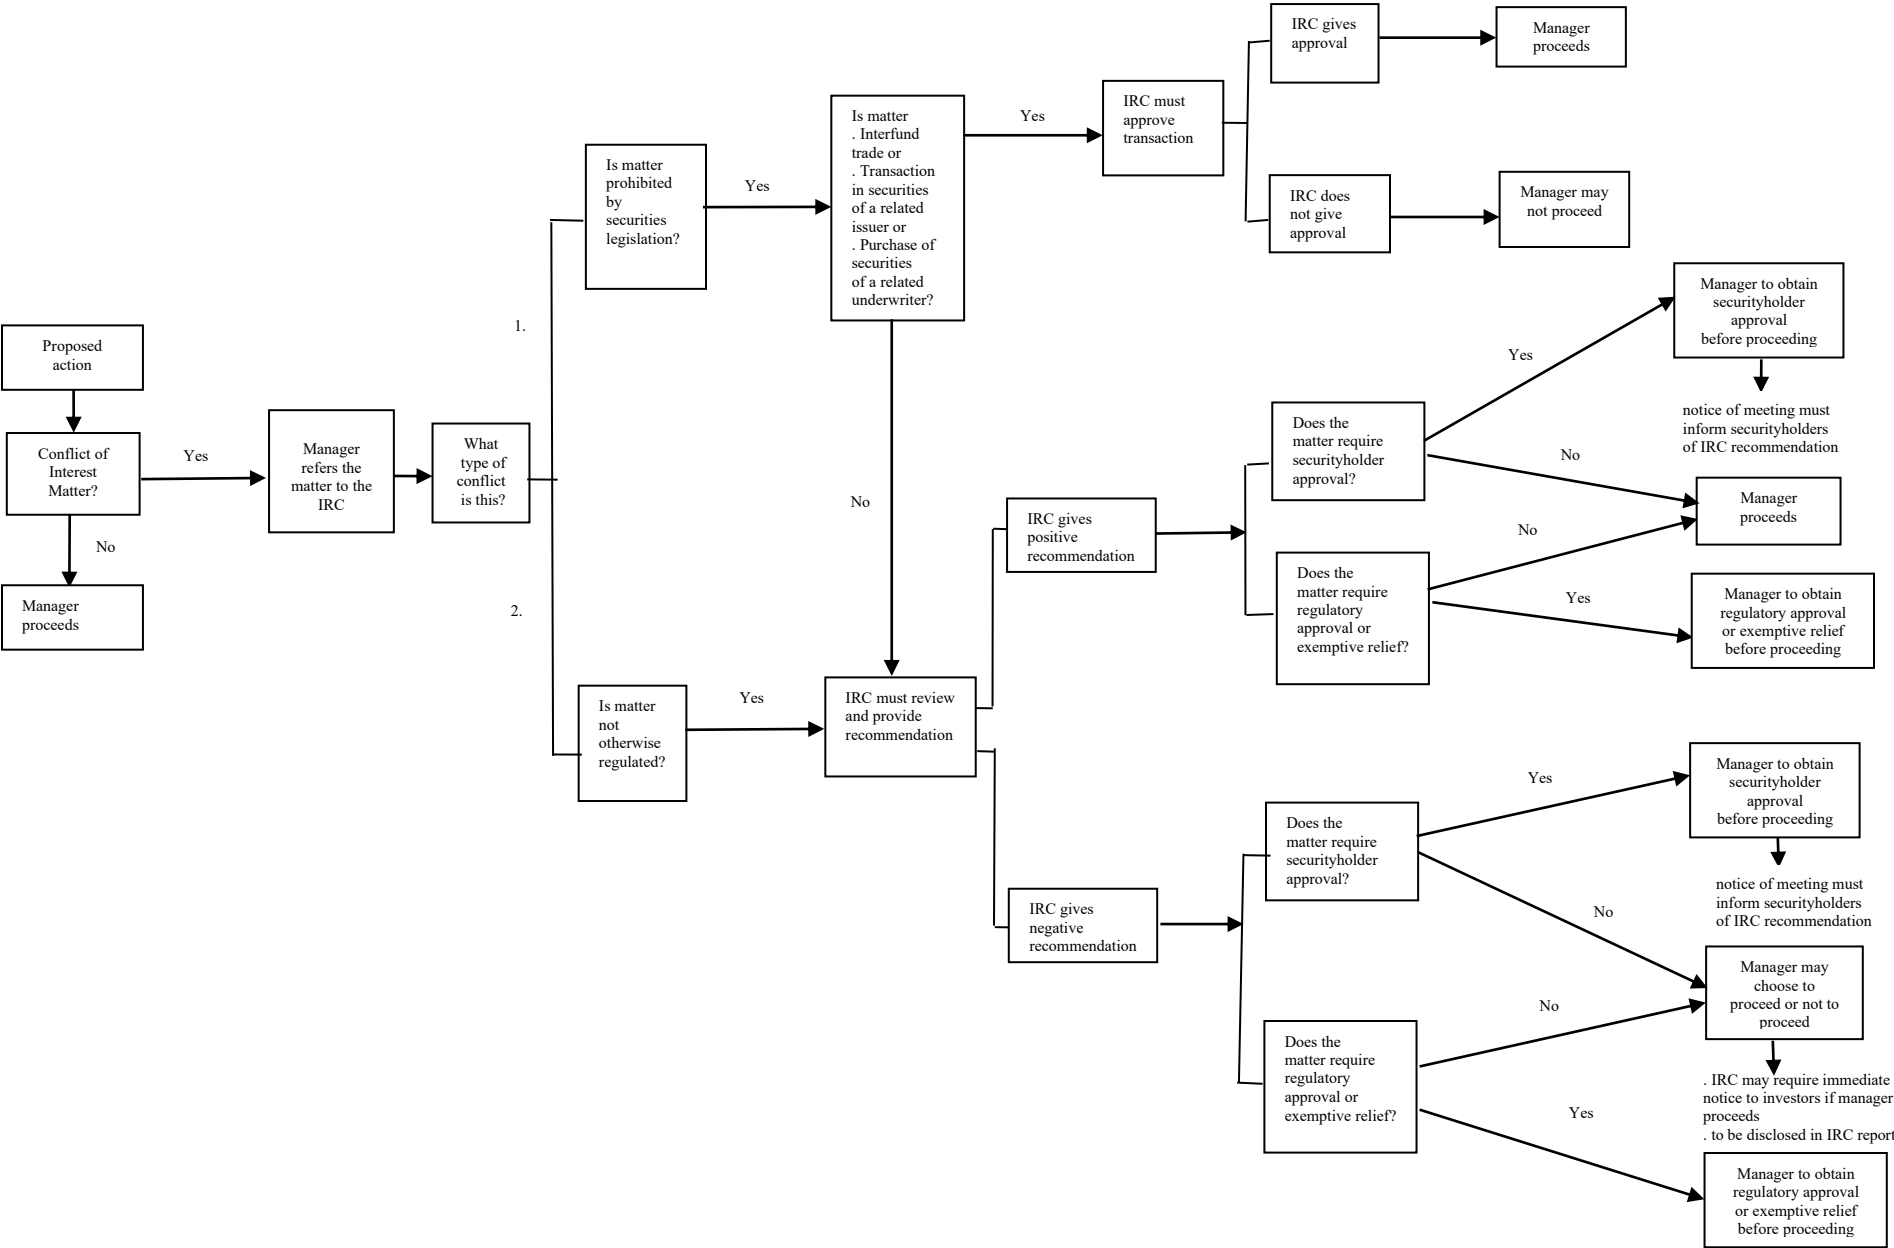 Proposed
action
Conflict of
Interest
Matter?
Yes
No
Manager
proceeds
Manager
refers the
matter to the
IRC
What
type of
conflict
is this?
1.
2.
Is matter
prohibited
by
securities
legislation?
Yes
Is matter
. Interfund
trade or
. Transaction
in securities
of a related
issuer or
. Purchase of
securities
of a related
underwriter?
Yes
No
IRC must
approve
transaction
IRC gives
approval
Manager
proceeds
IRC does
not give
approval
Manager may
not proceed
Is matter
not
otherwise
regulated?
Yes
IRC must review
and provide
recommendation
IRC gives
positive
recommendation
Does the
matter require
securityholder
approval?
Yes
Manager to obtain
securityholder
approval
before proceeding
notice of meeting must
inform securityholders
of IRC recommendation
No
Manager
proceeds
No
Does the
matter require
regulatory
approval or
exemptive relief?
Yes
Manager to obtain
regulatory approval
or exemptive relief
before proceeding
IRC gives
negative
recommendation
Does the
matter require
securityholder
approval?
Yes
Manager to obtain
securityholder
approval
before proceeding
notice of meeting must
inform securityholders
of IRC recommendation
No
Manager may
choose to
proceed or not to
proceed
. IRC may require immediate
notice to investors if manager
proceeds
. to be disclosed in IRC report
No
Does the
matter require
regulatory
approval or
exemptive relief?
Yes
Manager to obtain
regulatory approval
or exemptive relief
before proceeding